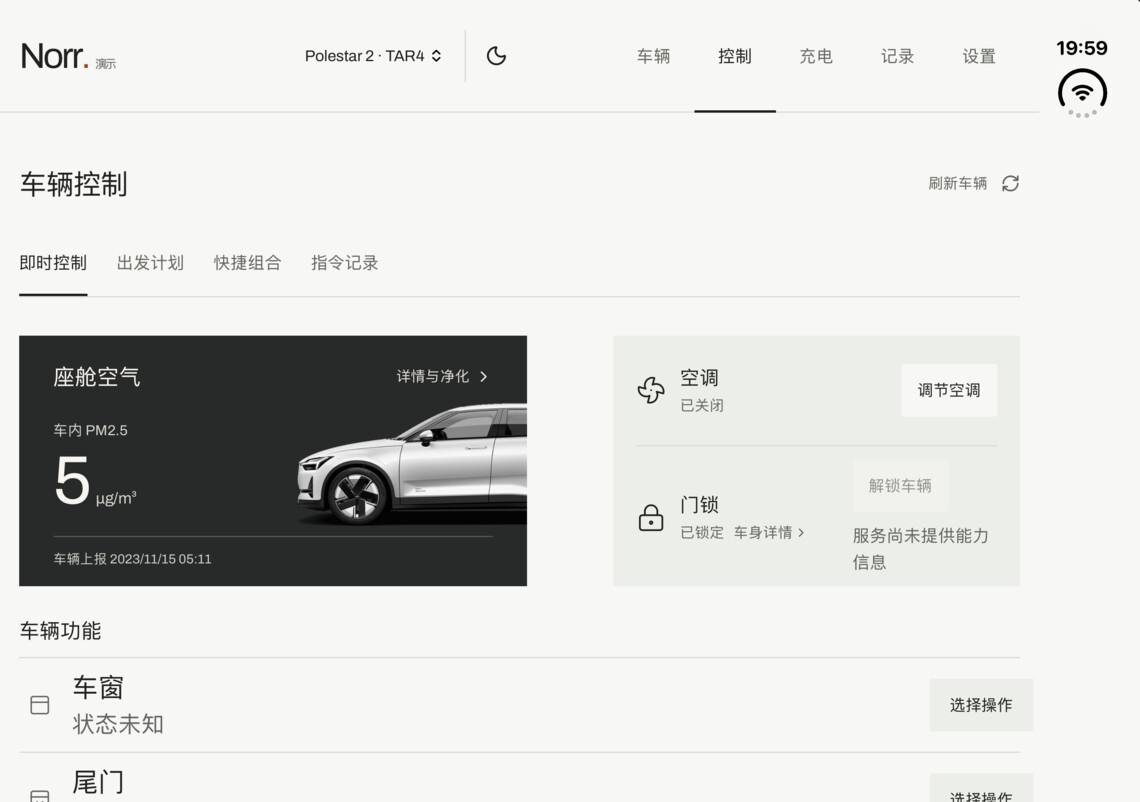 Norr. 演示
Polestar 2 · TAR4
车辆
控制
充电
记录
设置
19:59
车辆控制
刷新车辆
即时控制
出发计划
快捷组合
指令记录
座舱空气
详情与净化
车内 PM2.5
5 μg/m³
车辆上报 2023/11/15 05:11
空调
已关闭
调节空调
门锁
已锁定 车身详情
解锁车辆
服务尚未提供能力
信息
车辆功能
车窗
状态未知
选择操作
尾门
选择操作